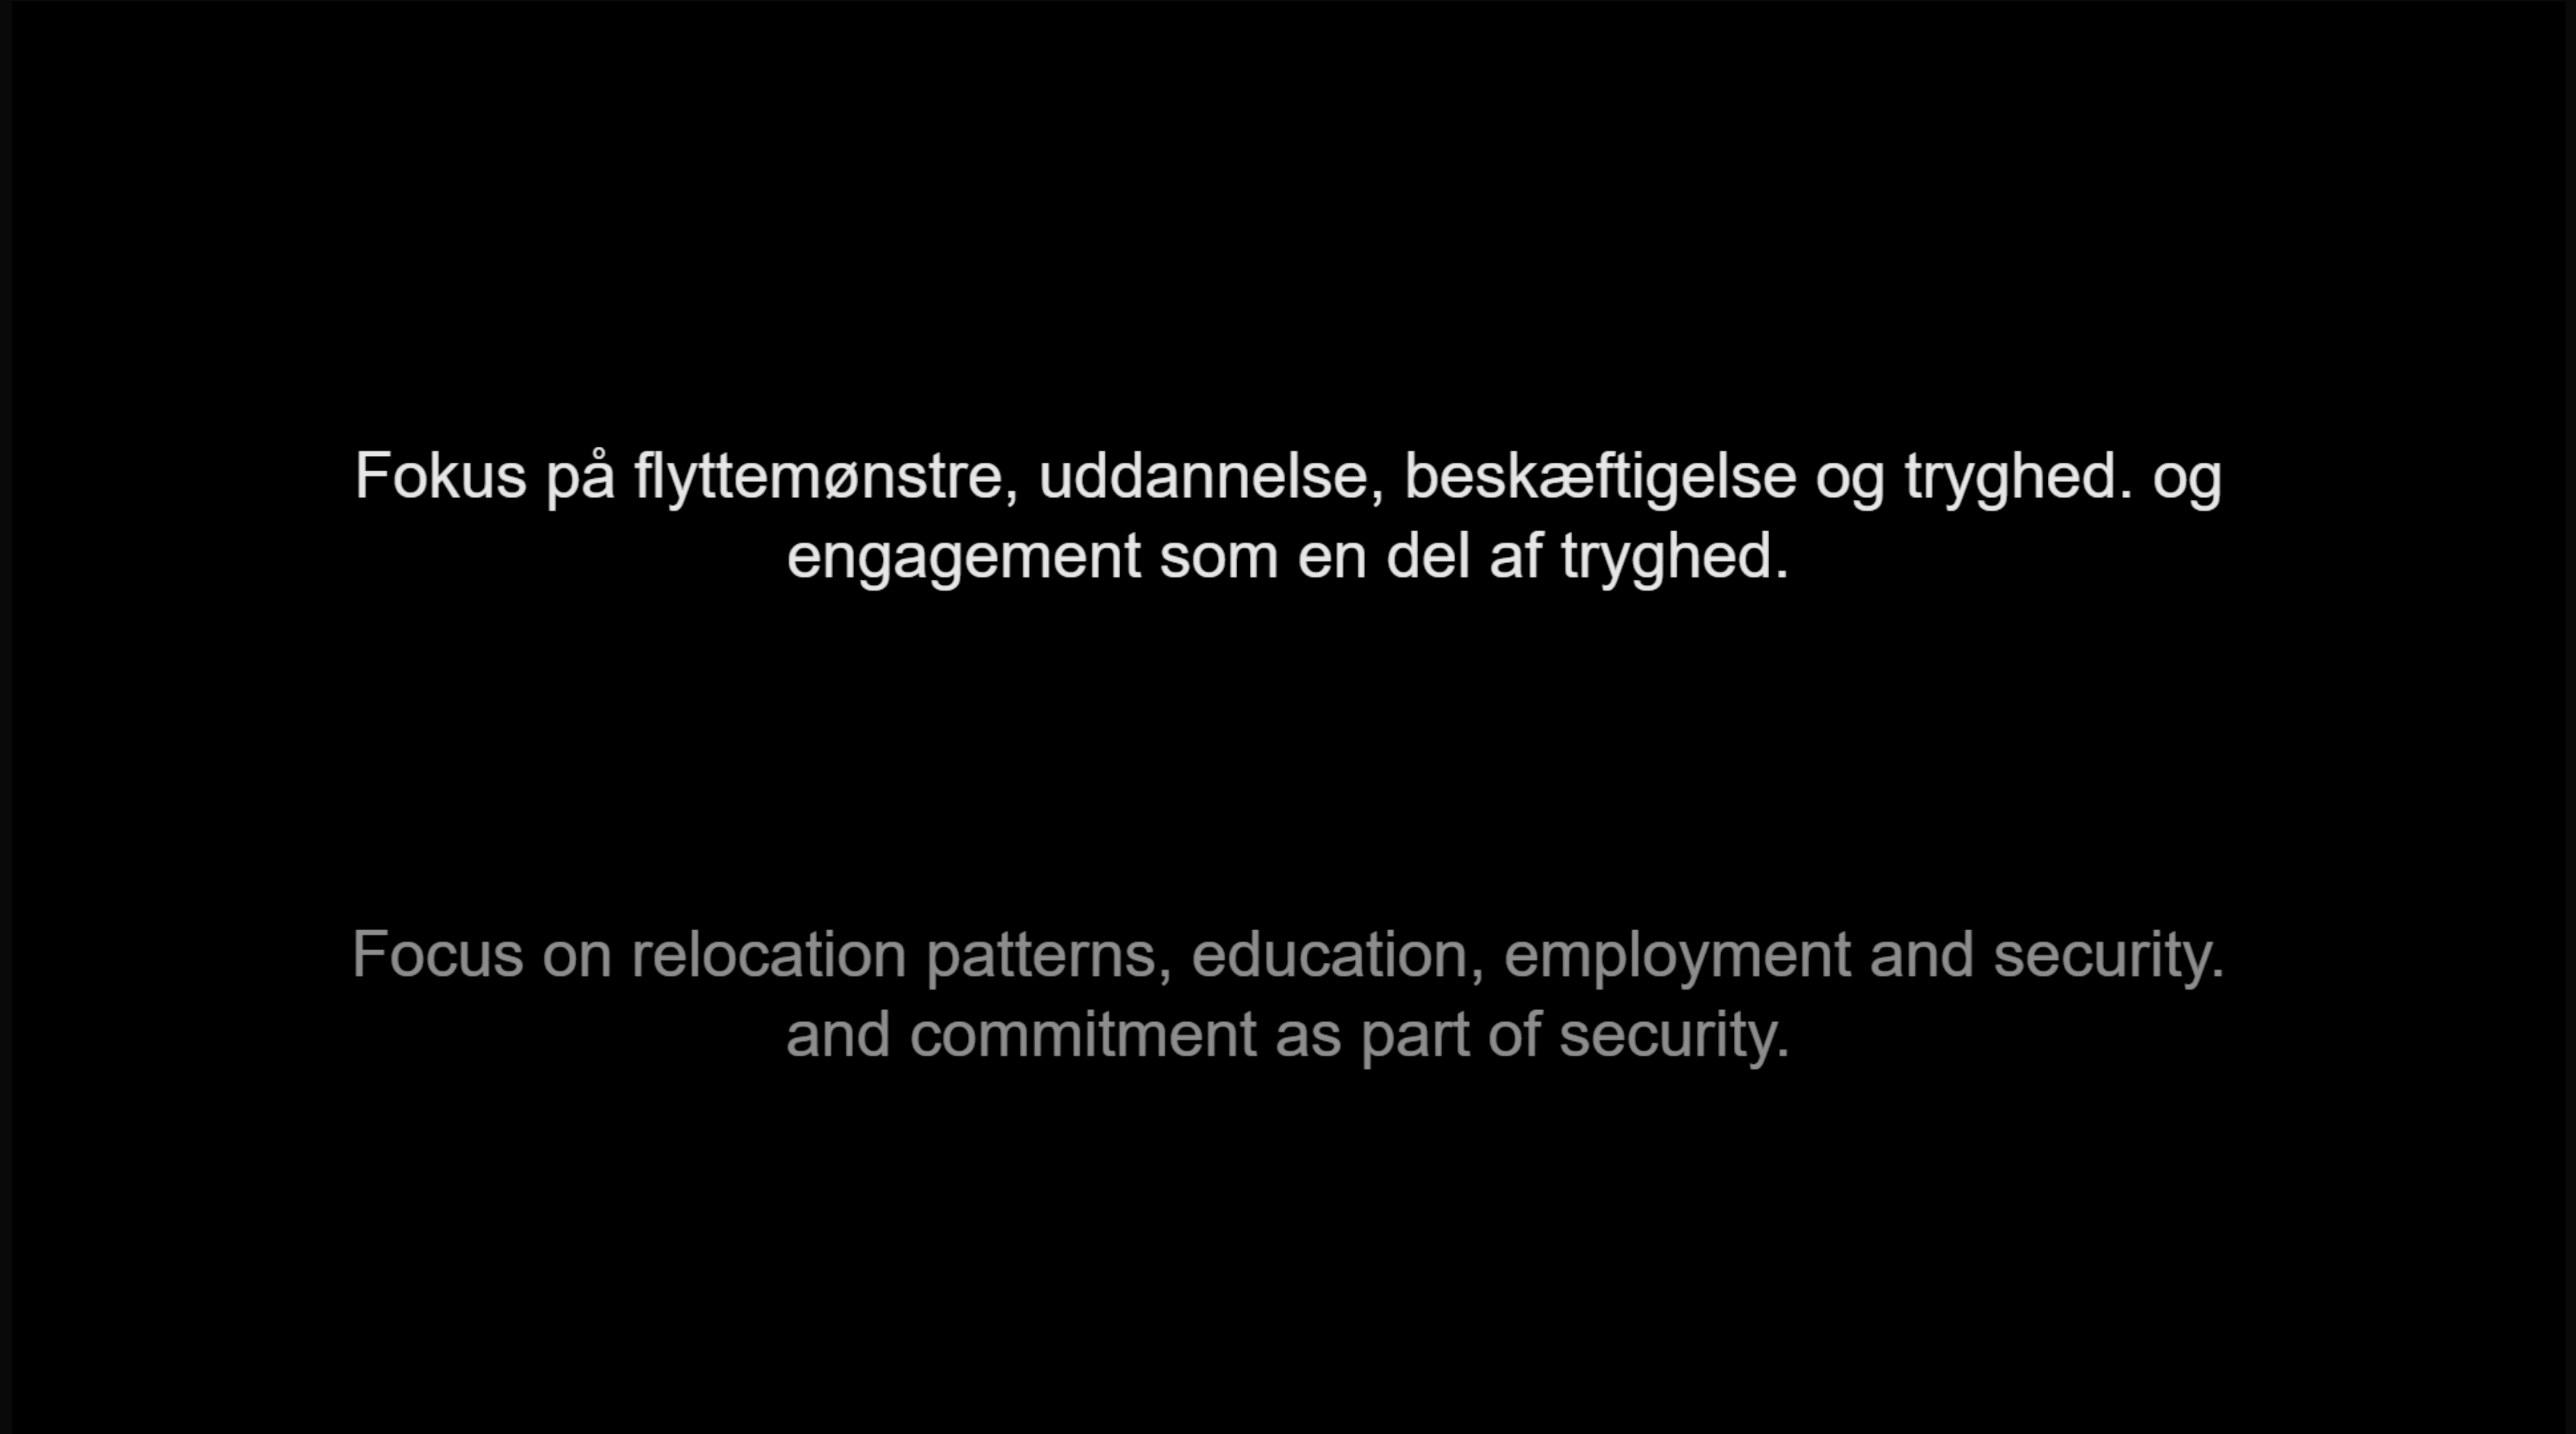 Fokus på flyttemønstre, uddannelse, beskæftigelse og tryghed. og
engagement som en del af tryghed.
Focus on relocation patterns, education, employment and security.
and commitment as part of security.